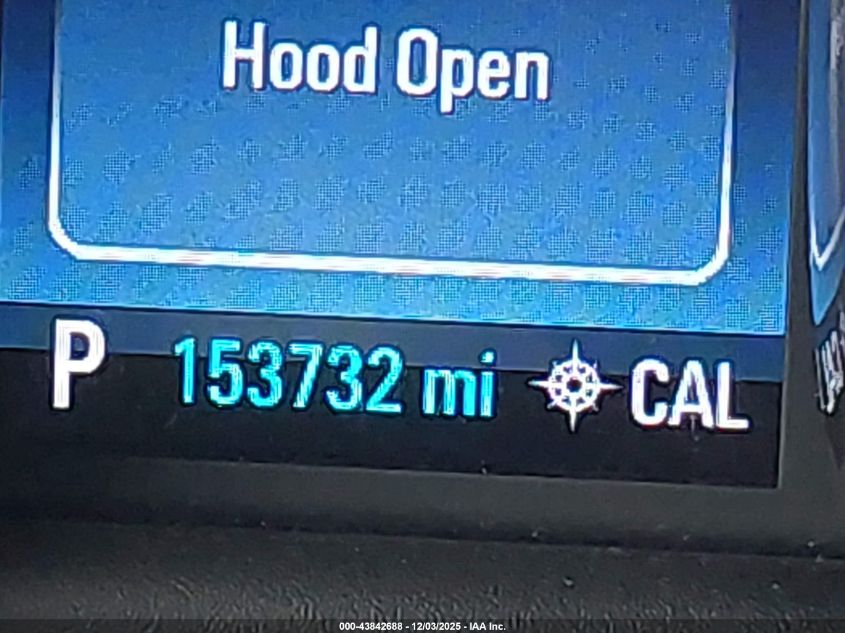 Hood Open
P 153732 mi CAL
000-43842688 - 12/03/2025 - IAA Inc.